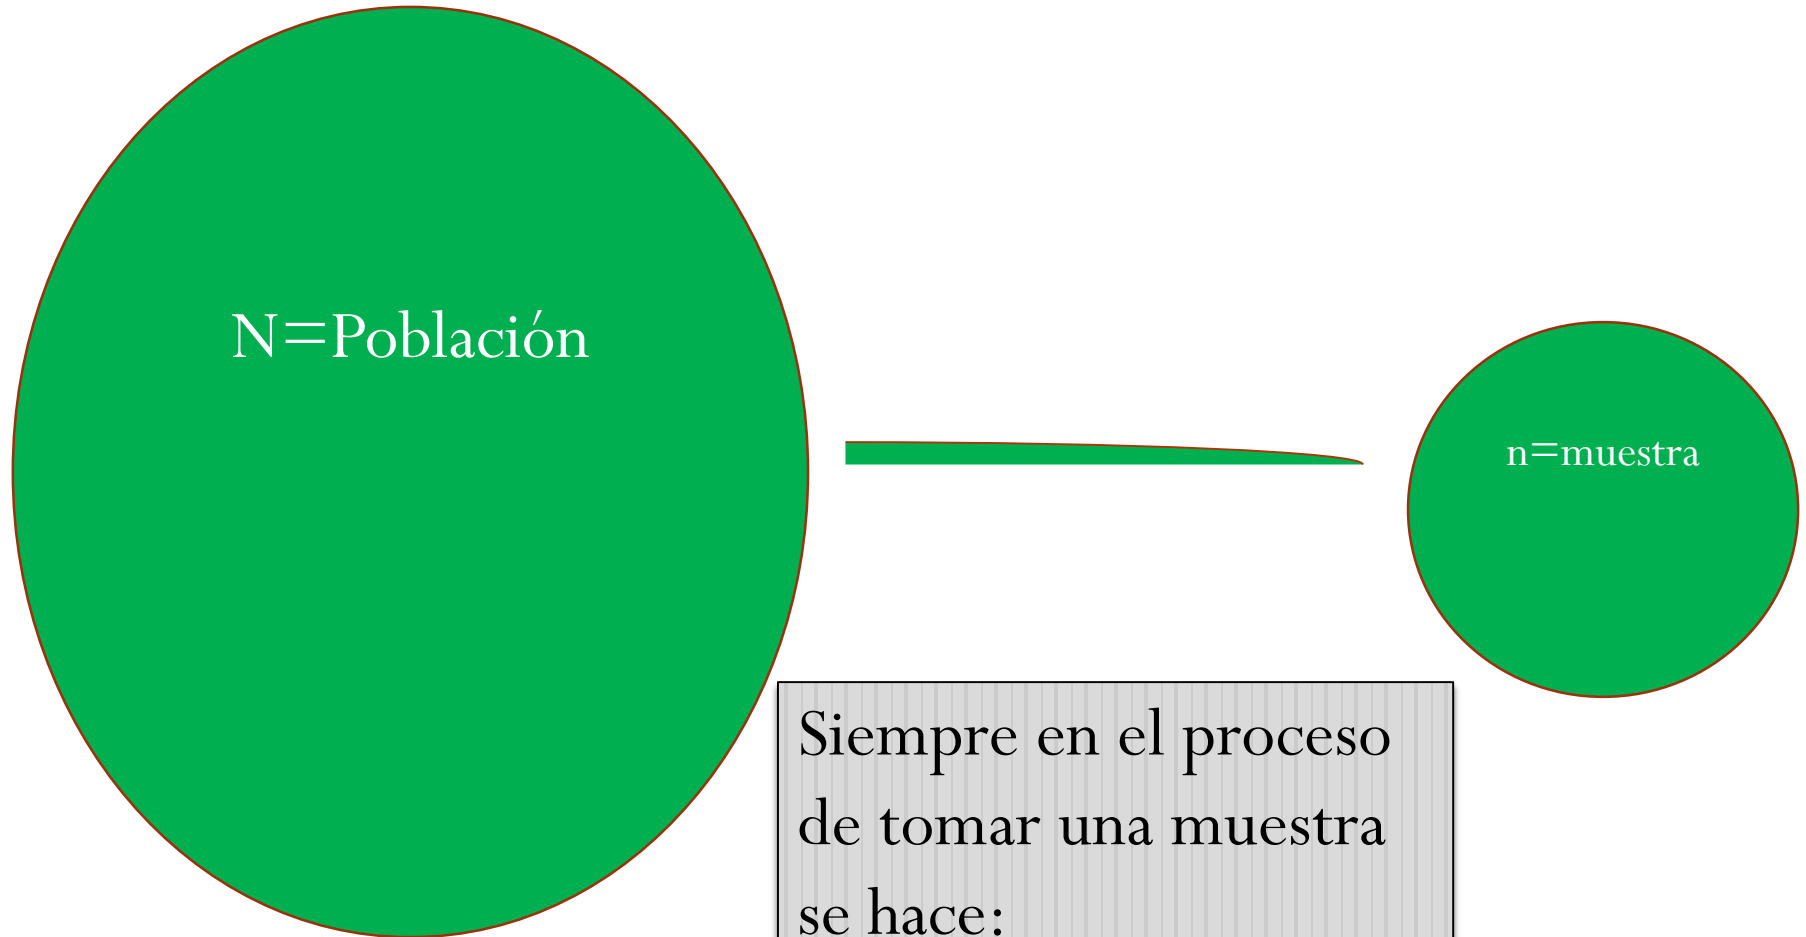 N=Población
n=muestra
Siempre en el proceso
de tomar una muestra
se hace: